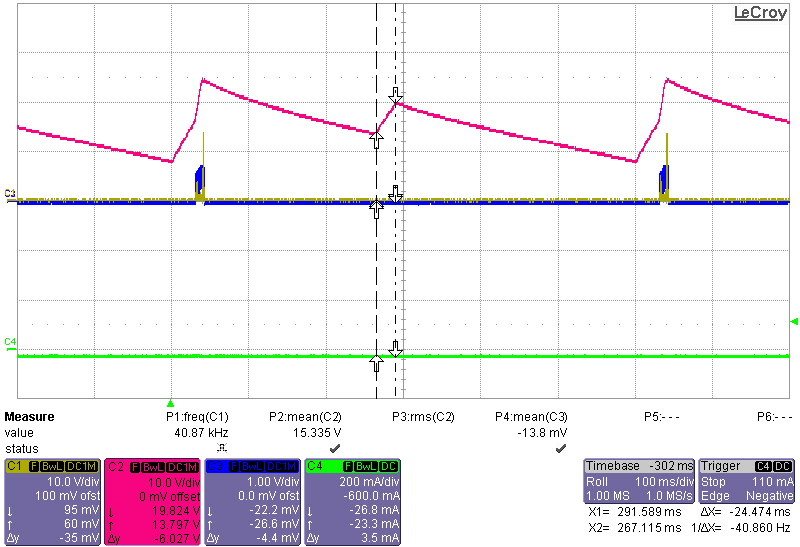 LeCroy
C3
C4
Measure P1:freq(C1) P2:mean(C2) P3:rms(C2) P4:mean(C3) P5:- - - P6:- - -
value 40.87 kHz 15.335 V -13.8 mV
status
C1 F BwL DC1M C2 F BwL DC1M C3 F BwL DC1M C4 F BwL DC Timebase -302 ms Trigger C4 DC
10.0 V/div 10.0 V/div 1.00 V/div 200 mA/div Roll 100 ms/div Stop 110 mA
100 mV ofst 0 mV offset 0.0 mV ofst -600.0 mA 1.00 MS 1.0 MS/s Edge Negative
↓ 95 mV ↓ 19.824 V ↓ -22.2 mV ↓ -26.8 mA X1= 291.589 ms ΔX= -24.474 ms
↑ 60 mV ↑ 13.797 V ↑ -26.6 mV ↑ -23.3 mA X2= 267.115 ms 1/ΔX= -40.860 Hz
Δy -35 mV Δy -6.027 V Δy -4.4 mV Δy 3.5 mA